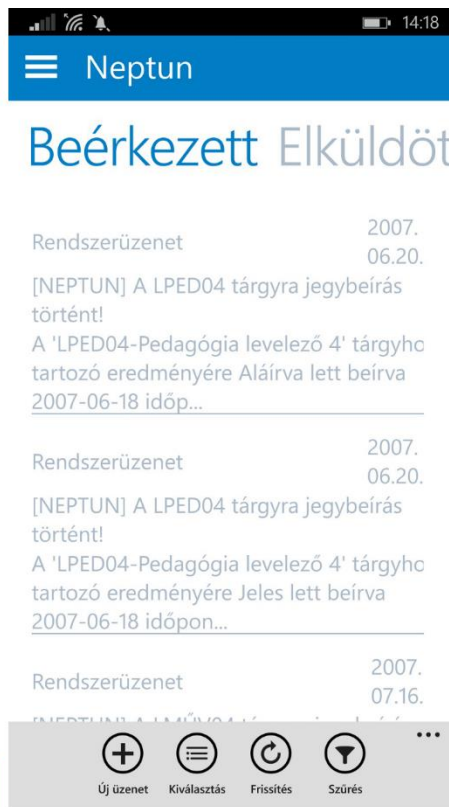 14:18
Neptun
Beérkezett Elküldöt
Rendszerüzenet
2007.
06.20.
[NEPTUN] A LPED04 tárgyra jegybeírás
történt!
A 'LPED04-Pedagógia levelező 4' tárgyho
tartozó eredményére Aláírva lett beírva
2007-06-18 időp...
Rendszerüzenet
2007.
06.20.
[NEPTUN] A LPED04 tárgyra jegybeírás
történt!
A 'LPED04-Pedagógia levelező 4' tárgyho
tartozó eredményére Jeles lett beírva
2007-06-18 időpon...
Rendszerüzenet
2007.
07.16.
Új üzenet Kiválasztás Frissítés Szűrés